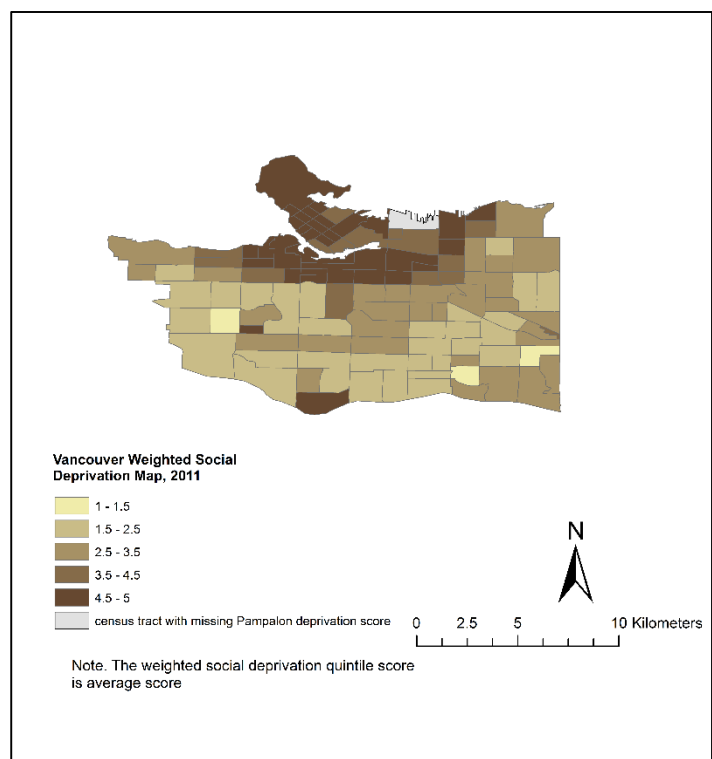 Vancouver Weighted Social
Deprivation Map, 2011
1 - 1.5
1.5 - 2.5
2.5 - 3.5
3.5 - 4.5
4.5 - 5
census tract with missing Pampalon deprivation score
N
0 2.5 5 10 Kilometers
Note. The weighted social deprivation quintile score
is average score